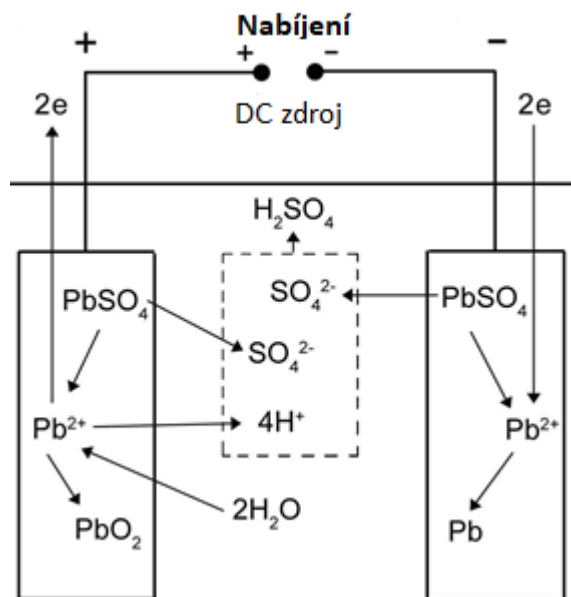 Nabíjení
+ + − −
DC zdroj
2e 2e
H₂SO₄
PbSO₄ SO₄²⁻ PbSO₄
SO₄²⁻
Pb²⁺ 4H⁺ Pb²⁺
2H₂O
PbO₂ Pb